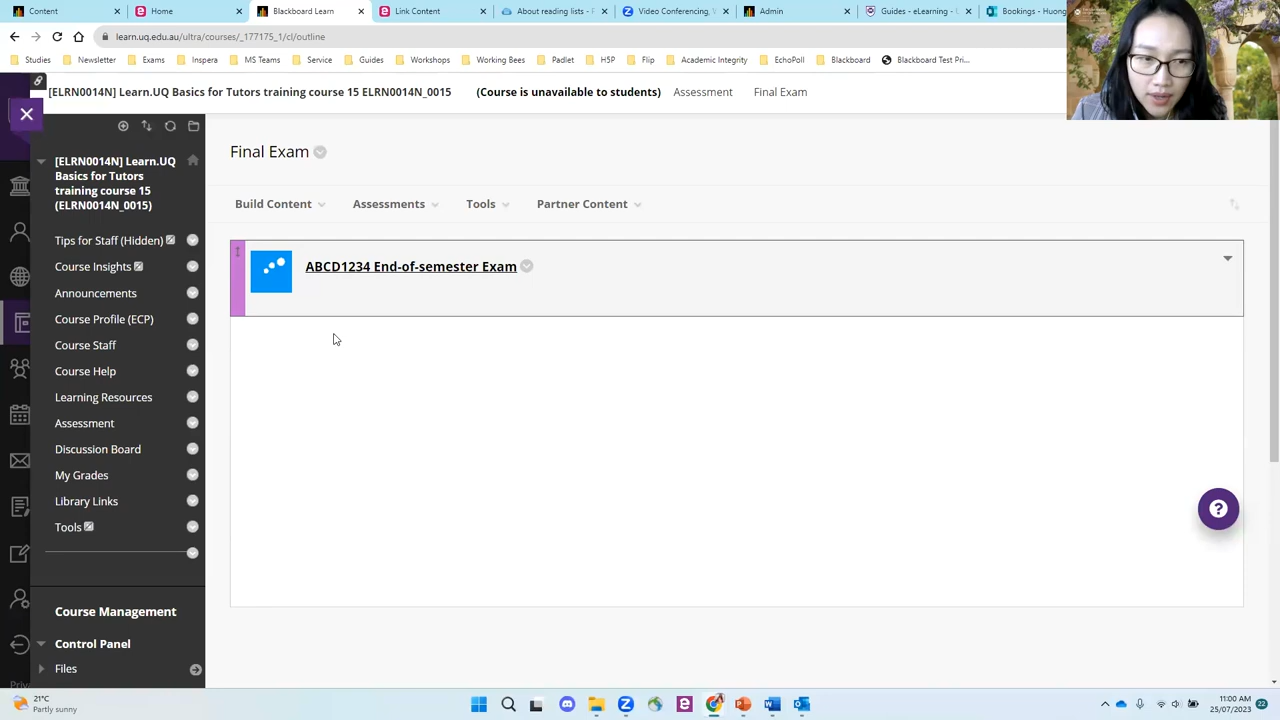 Content
Home
Blackboard Learn
Link Content
About reading lists - F
Video Conferencing, V
Admin
Guides - eLearning -
Bookings - Huong
learn.uq.edu.au/ultra/courses/_177175_1/cl/outline
Studies
Newsletter
Exams
Inspera
MS Teams
Service
Guides
Workshops
Working Bees
Padlet
H5P
Flip
Academic Integrity
EchoPoll
Blackboard
Blackboard Test Pri...
[ELRN0014N] Learn.UQ Basics for Tutors training course 15 ELRN0014N_0015
(Course is unavailable to students)
Assessment
Final Exam
[ELRN0014N] Learn.UQ
Basics for Tutors
training course 15
(ELRN0014N_0015)
Tips for Staff (Hidden)
Course Insights
Announcements
Course Profile (ECP)
Course Staff
Course Help
Learning Resources
Assessment
Discussion Board
My Grades
Library Links
Tools
Course Management
Control Panel
Files
Final Exam
Build Content
Assessments
Tools
Partner Content
ABCD1234 End-of-semester Exam
21°C
Partly sunny
11:00 AM
25/07/2023
22